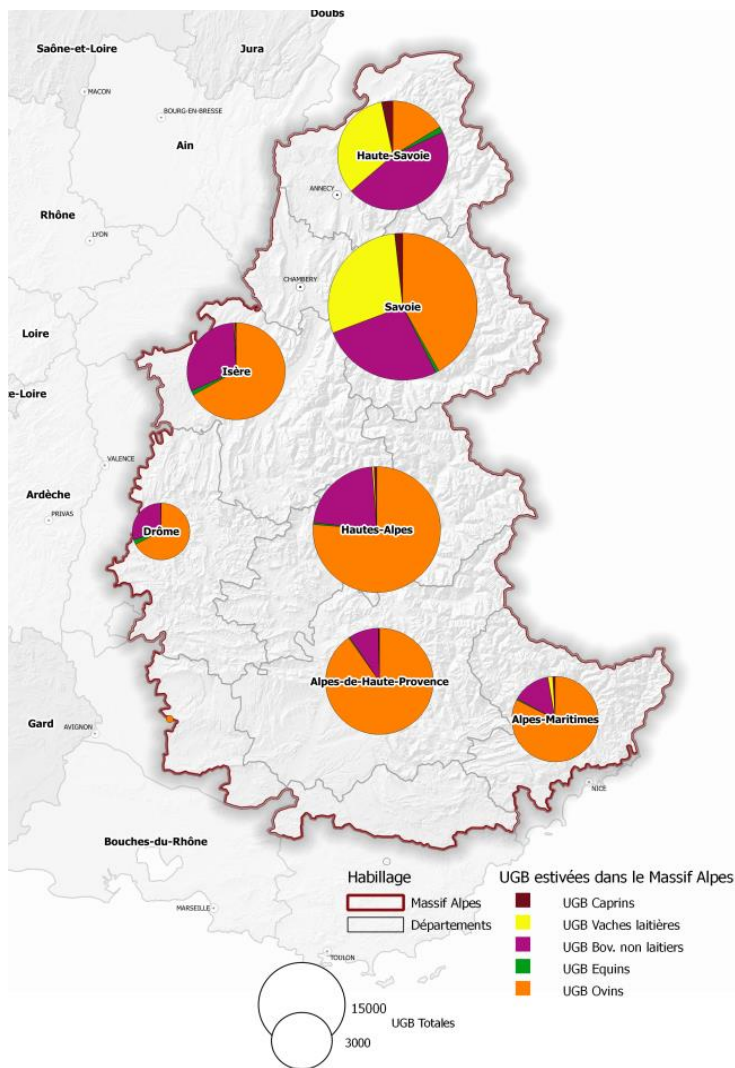 Doubs
Saône-et-Loire
Jura
MACON
BOURG-EN-BRESSE
Ain
Haute-Savoie
ANNECY
Rhône
LYON
CHAMBERY
Savoie
Loire
Isère
e-Loire
VALENCE
Ardèche
PRIVAS
Drôme
Hautes-Alpes
Alpes-de-Haute-Provence
Gard
AVIGNON
Alpes-Maritimes
NICE
Bouches-du-Rhône
MARSEILLE
TOULON
Habillage
Massif Alpes
Départements
UGB estivées dans le Massif Alpes
UGB Caprins
UGB Vaches laitières
UGB Bov. non laitiers
UGB Equins
UGB Ovins
15000
UGB Totales
3000